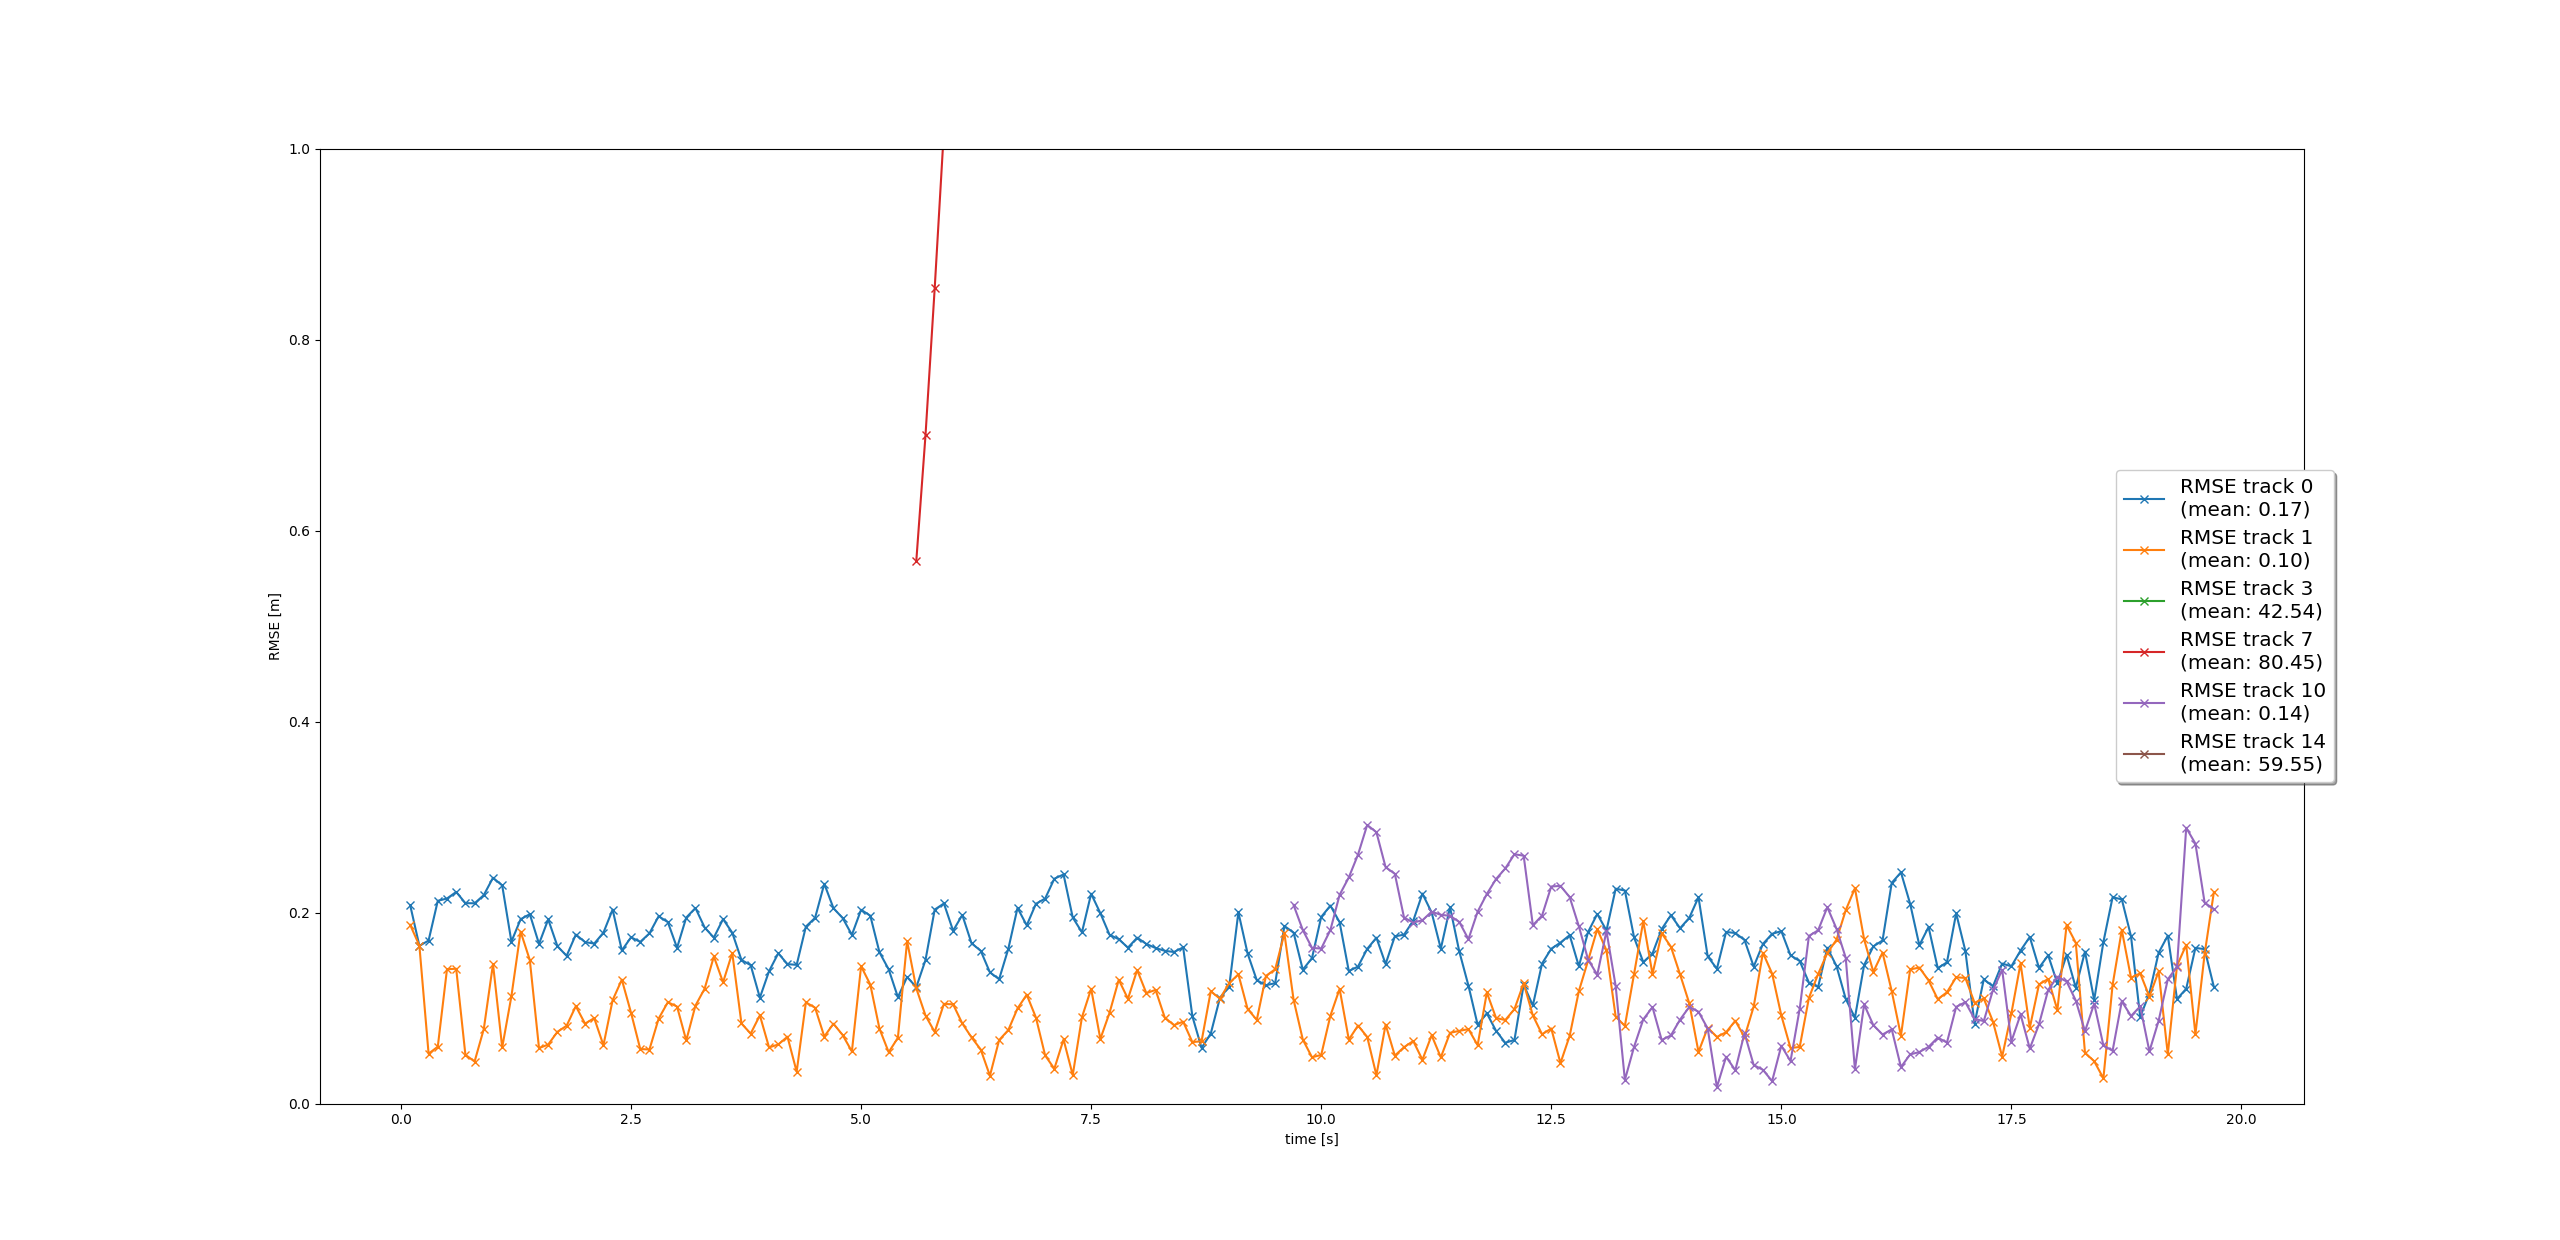 1.0
0.8
0.6
0.4
0.2
0.0
RMSE [m]
0.0 2.5 5.0 7.5 10.0 12.5 15.0 17.5 20.0
time [s]
RMSE track 0
(mean: 0.17)
RMSE track 1
(mean: 0.10)
RMSE track 3
(mean: 42.54)
RMSE track 7
(mean: 80.45)
RMSE track 10
(mean: 0.14)
RMSE track 14
(mean: 59.55)